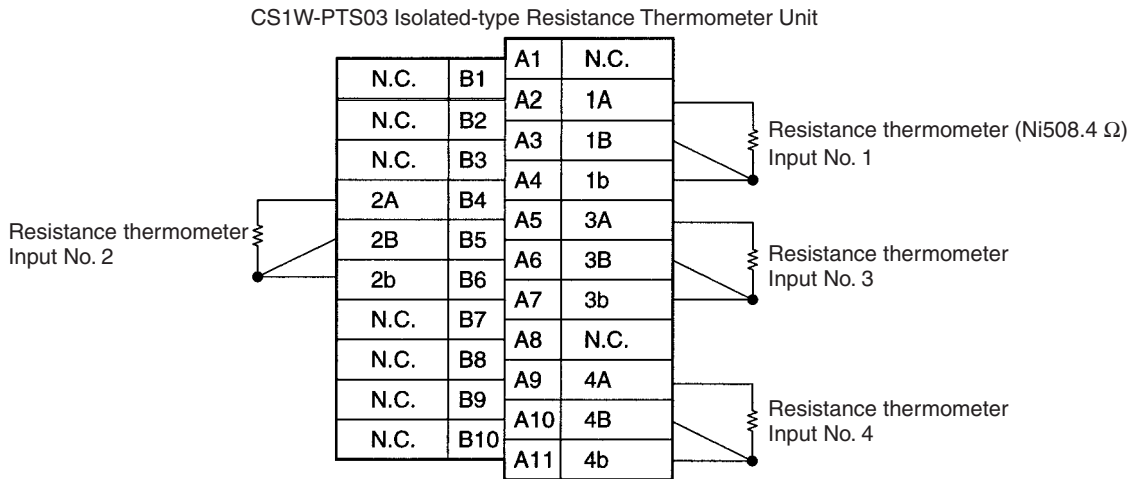 CS1W-PTS03 Isolated-type Resistance Thermometer Unit
A1 N.C.
N.C. B1
A2 1A
N.C. B2
A3 1B
N.C. B3
A4 1b
2A B4
A5 3A
2B B5
A6 3B
2b B6
A7 3b
N.C. B7
A8 N.C.
N.C. B8
A9 4A
N.C. B9
A10 4B
N.C. B10
A11 4b
Resistance thermometer (Ni508.4 Ω)
Input No. 1
Resistance thermometer
Input No. 2
Resistance thermometer
Input No. 3
Resistance thermometer
Input No. 4